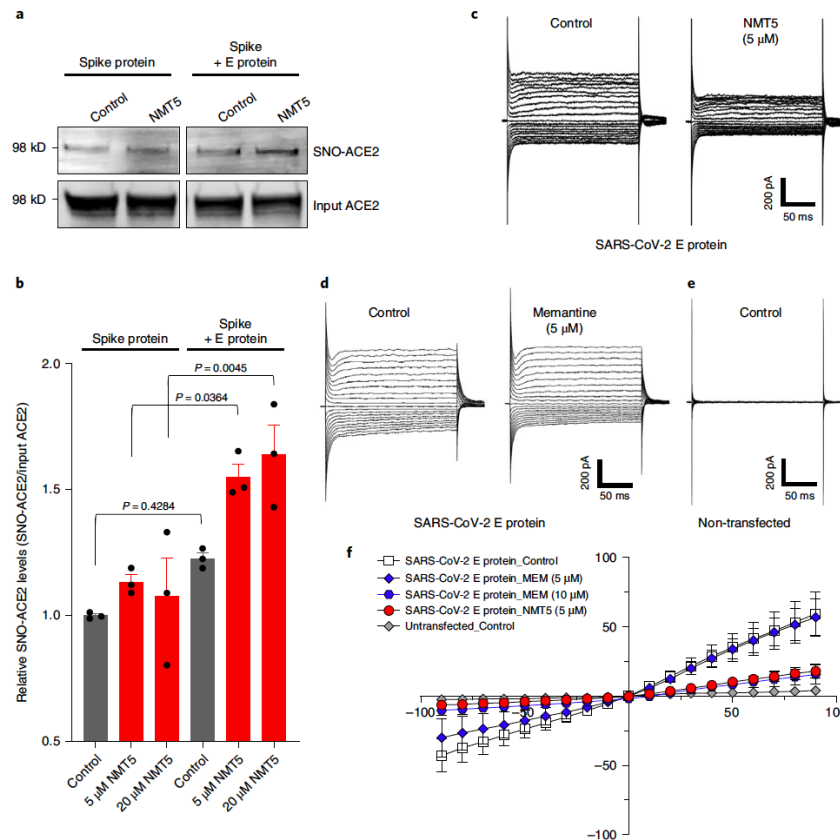 a
Spike protein
Spike
+ E protein
Control
NMT5
Control
NMT5
98 kD
SNO-ACE2
98 kD
Input ACE2
b
Spike protein
Spike
+ E protein
Relative SNO-ACE2 levels (SNO-ACE2/input ACE2)
2.0
1.5
1.0
0.5
P = 0.0045
P = 0.0364
P = 0.4284
Control
5 µM NMT5
20 µM NMT5
Control
5 µM NMT5
20 µM NMT5
c
Control
NMT5
(5 µM)
200 pA
50 ms
SARS-CoV-2 E protein
d
Control
Memantine
(5 µM)
200 pA
50 ms
SARS-CoV-2 E protein
e
Control
200 pA
50 ms
Non-transfected
f
SARS-CoV-2 E protein_Control
SARS-CoV-2 E protein_MEM (5 µM)
SARS-CoV-2 E protein_MEM (10 µM)
SARS-CoV-2 E protein_NMT5 (5 µM)
Untransfected_Control
100
50
-50
-100
-100
-50
50
10